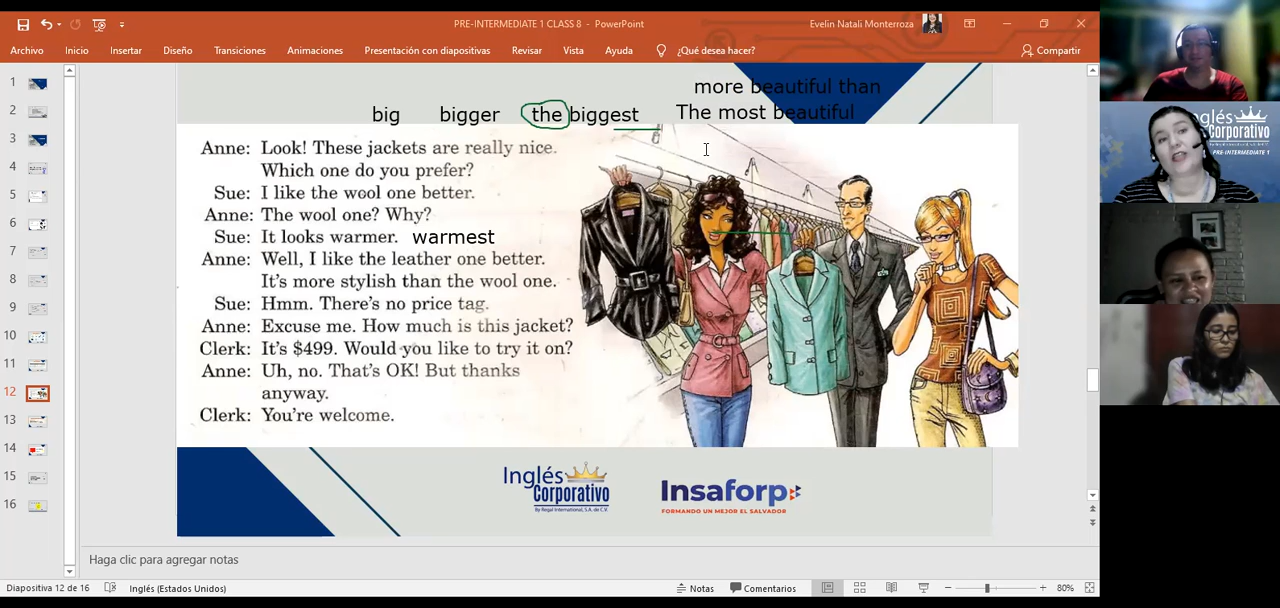 PRE-INTERMEDIATE 1 CLASS 8 - PowerPoint
Evelin Natali Monterroza
Archivo Inicio Insertar Diseño Transiciones Animaciones Presentación con diapositivas Revisar Vista Ayuda ¿Qué desea hacer? Compartir
more beautiful than
big bigger the biggest The most beautiful
Anne: Look! These jackets are really nice.
Which one do you prefer?
Sue: I like the wool one better.
Anne: The wool one? Why?
Sue: It looks warmer. warmest
Anne: Well, I like the leather one better.
It's more stylish than the wool one.
Sue: Hmm. There's no price tag.
Anne: Excuse me. How much is this jacket?
Clerk: It's $499. Would you like to try it on?
Anne: Uh, no. That's OK! But thanks
anyway.
Clerk: You're welcome.
Inglés
Corporativo
By Regal International, S.A. de C.V.
Insaforp
FORMANDO UN MEJOR EL SALVADOR
1
2
3
4
5
6
7
8
9
10
11
12
13
14
15
16
Haga clic para agregar notas
Diapositiva 12 de 16 Inglés (Estados Unidos) Notas Comentarios 80%
Inglés
Corporativo
PRE-INTERMEDIATE 1